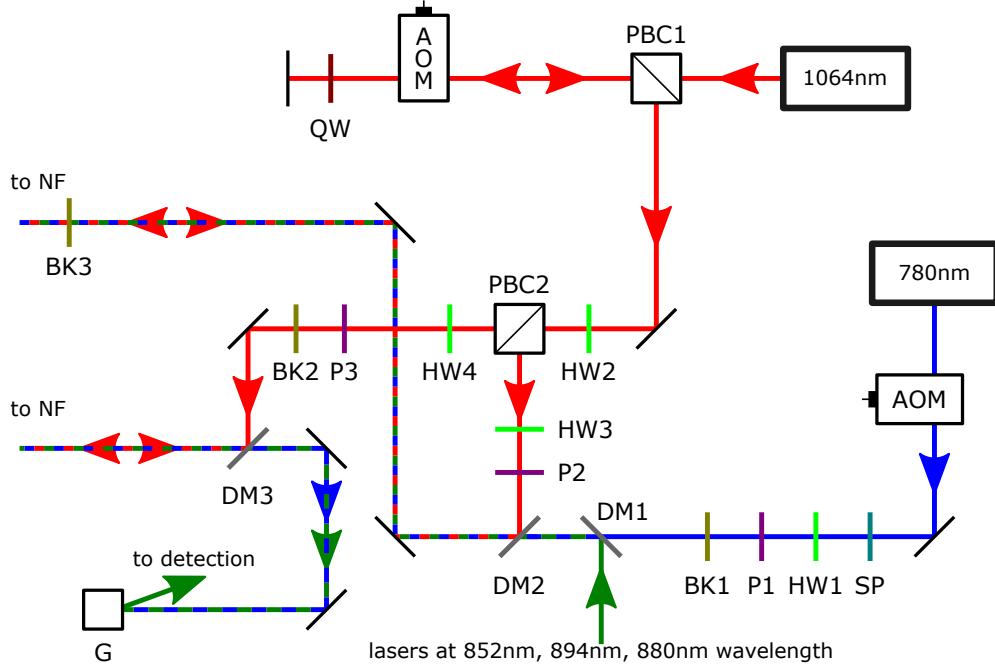 AOM
PBC1
1064nm
QW
to NF
BK3
PBC2
780nm
BK2
P3
HW4
HW2
AOM
to NF
HW3
P2
DM3
DM1
to detection
DM2
BK1
P1
HW1
SP
G
lasers at 852nm, 894nm, 880nm wavelength